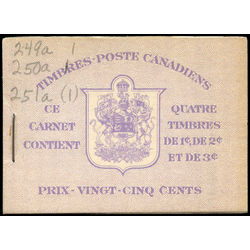 249a 1
250a 1
251a (1)
TIMBRES-POSTE CANADIENS
CE
CARNET
CONTIENT
QUATRE
TIMBRES
DE 1¢, DE 2¢
ET DE 3¢
PRIX-VINGT-CINQ CENTS